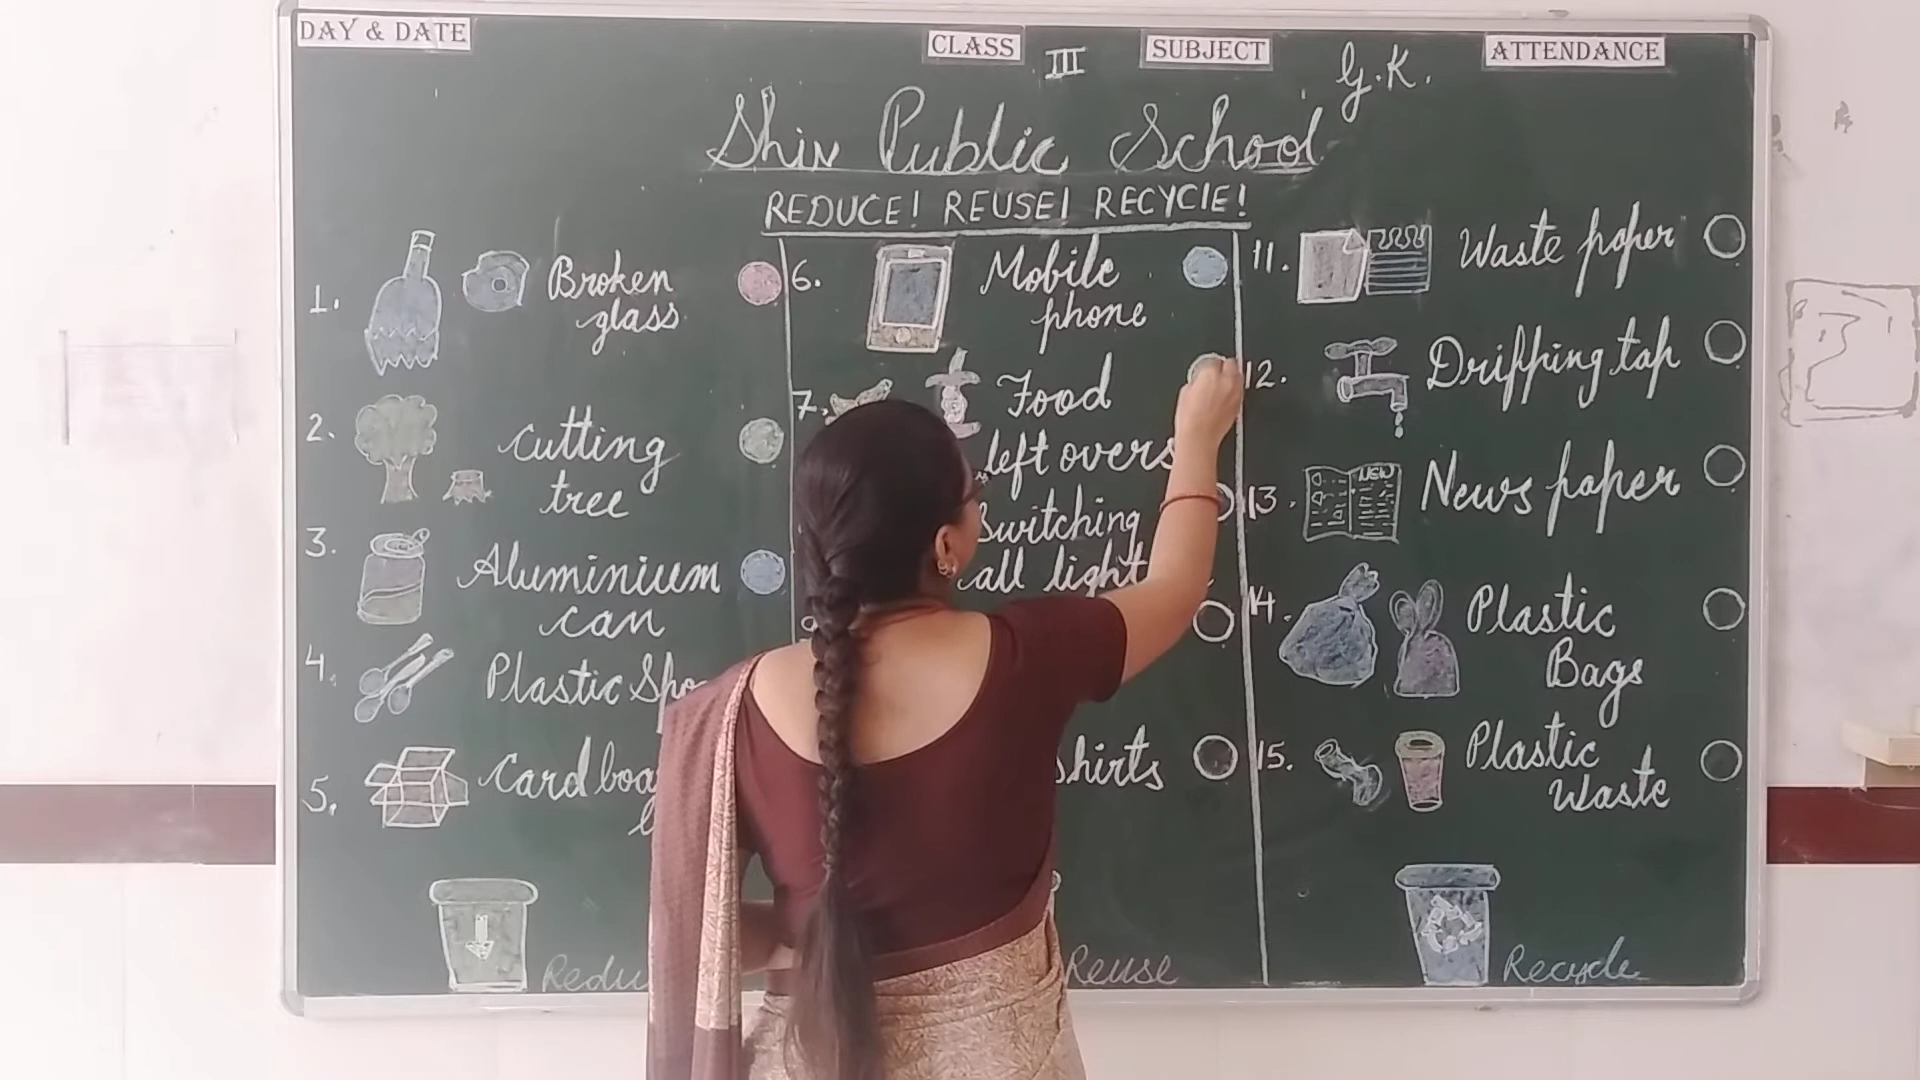 DAY & DATE
CLASS III
SUBJECT G.K.
ATTENDANCE
Shiv Public School
REDUCE! REUSE! RECYCLE!
1. Broken
glass
2. cutting
tree
3. Aluminium
can
4. Plastic
5.
6. Mobile
phone
7. Food
left overs
Switching
all light
shirts
11. Waste paper
12. Dripping tap
13. News paper
NEW
14. Plastic
Bags
15. Plastic
Waste
Reuse
Recycle